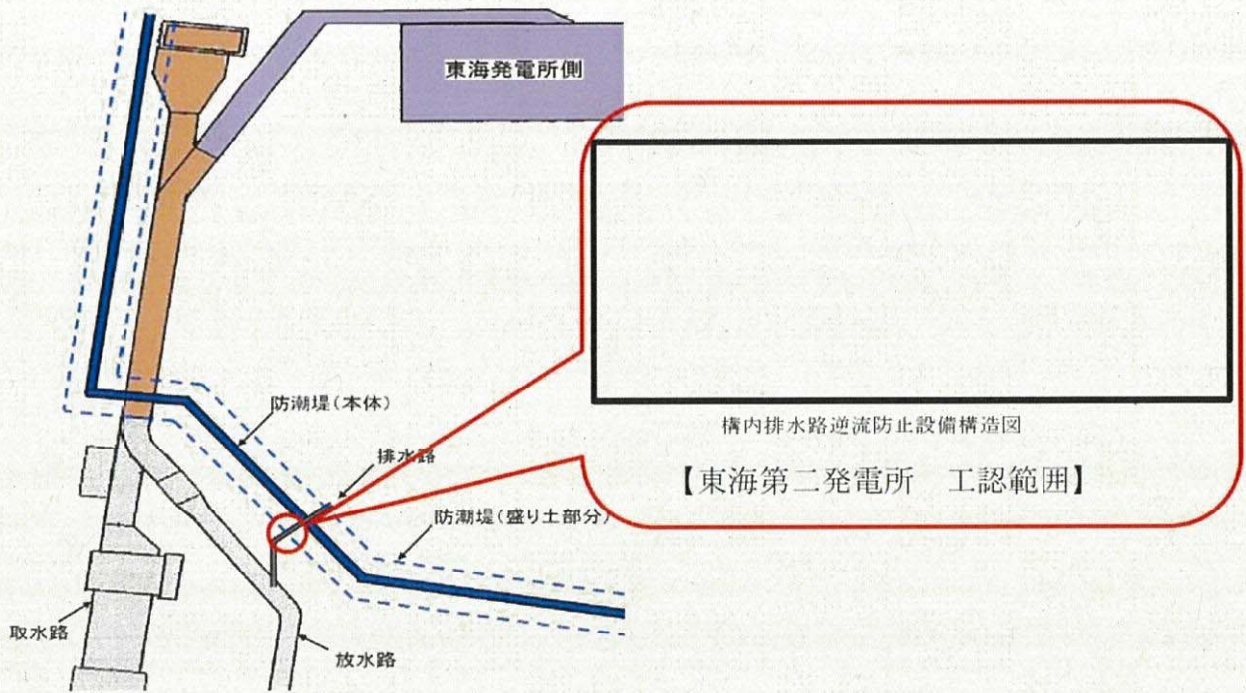 東海発電所側
防潮堤(本体)
排水路
防潮堤(盛り土部分)
取水路
放水路
構内排水路逆流防止設備構造図
【東海第二発電所　工認範囲】